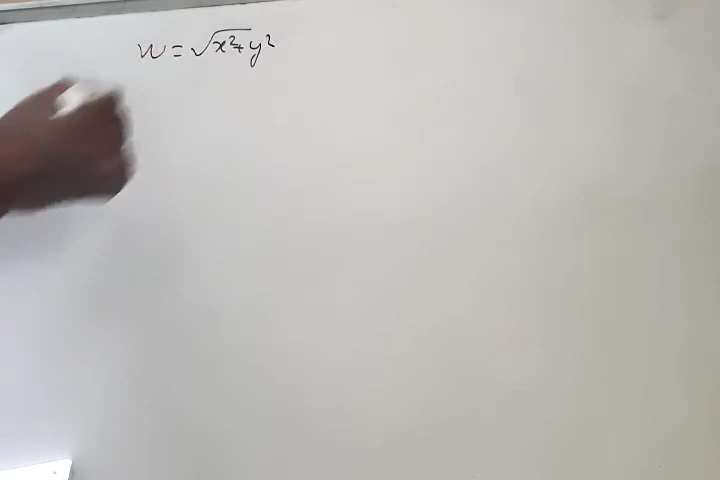 w = √x²+y²